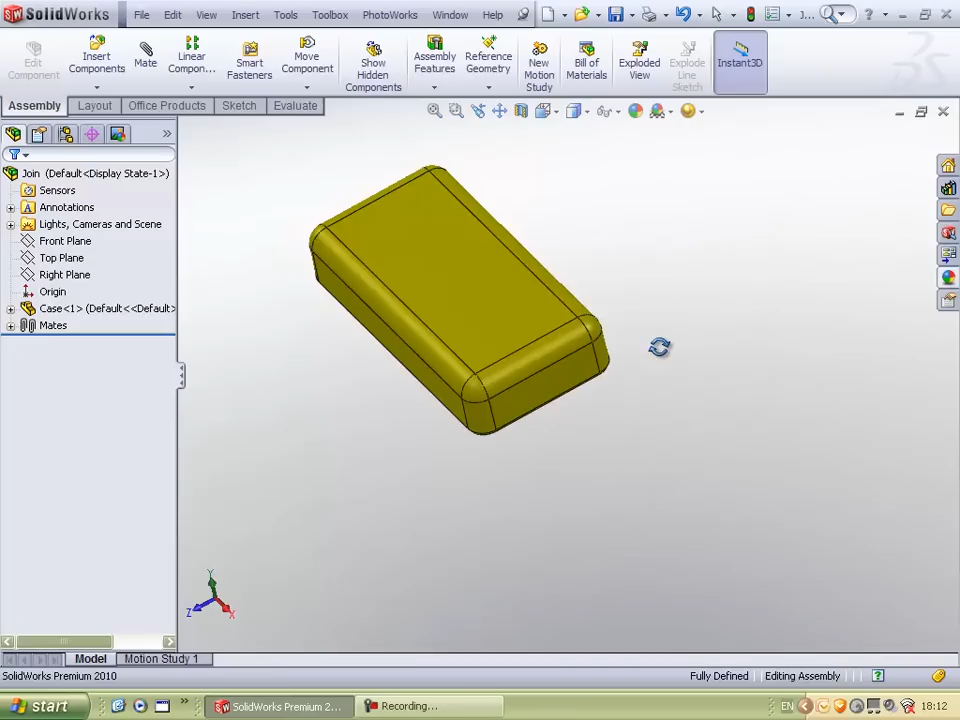 SolidWorks
File Edit View Insert Tools Toolbox PhotoWorks Window Help
J...
Edit Component
Insert Components
Mate
Linear Compon...
Smart Fasteners
Move Component
Show Hidden Components
Assembly Features
Reference Geometry
New Motion Study
Bill of Materials
Exploded View
Explode Line Sketch
Instant3D
Assembly Layout Office Products Sketch Evaluate
Join (Default<Display State-1>)
Sensors
Annotations
Lights, Cameras and Scene
Front Plane
Top Plane
Right Plane
Origin
Case<1> (Default<<Default>
Mates
Y
Z
X
Model Motion Study 1
SolidWorks Premium 2010 Fully Defined Editing Assembly
start SolidWorks Premium 2... Recording... EN 18:12